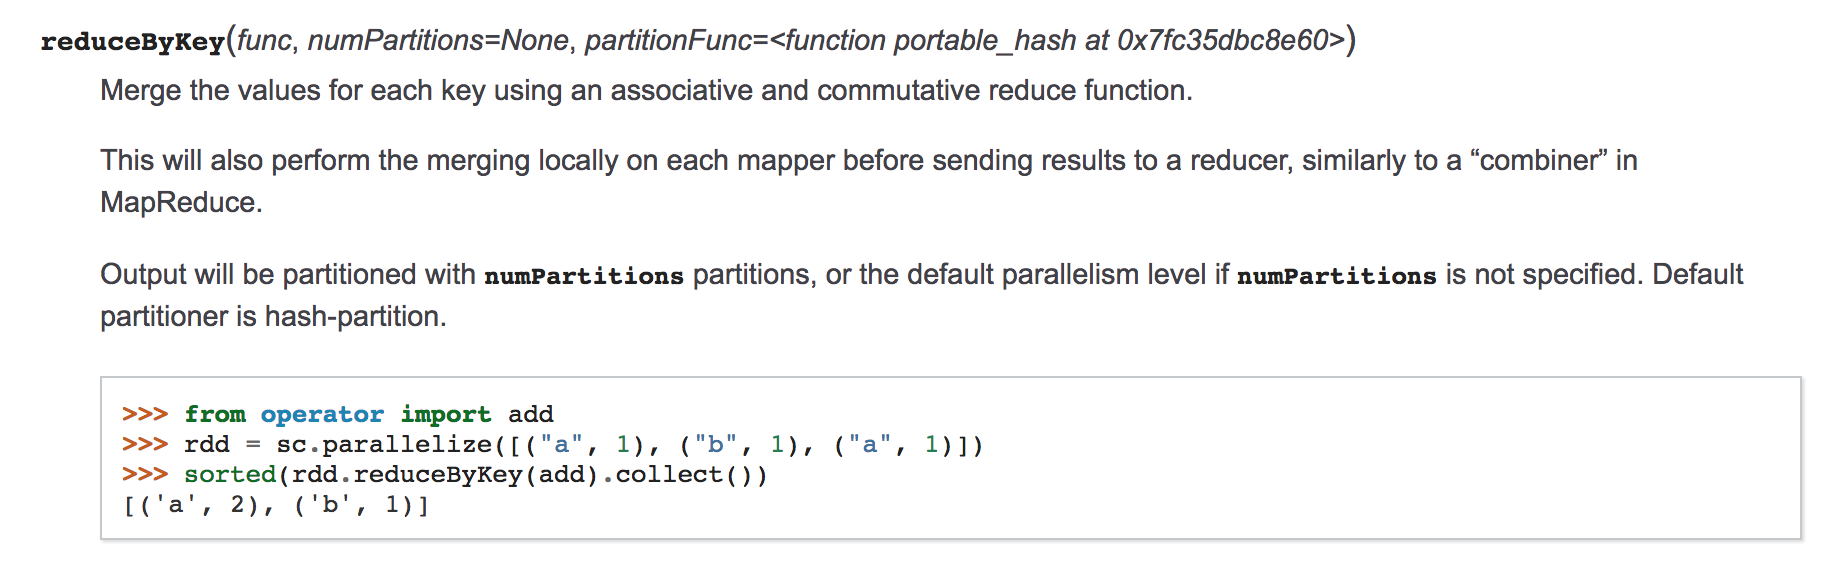 reduceByKey(func, numPartitions=None, partitionFunc=<function portable_hash at 0x7fc35dbc8e60>)
Merge the values for each key using an associative and commutative reduce function.
This will also perform the merging locally on each mapper before sending results to a reducer, similarly to a “combiner” in
MapReduce.
Output will be partitioned with numPartitions partitions, or the default parallelism level if numPartitions is not specified. Default
partitioner is hash-partition.
>>> from operator import add
>>> rdd = sc.parallelize([("a", 1), ("b", 1), ("a", 1)])
>>> sorted(rdd.reduceByKey(add).collect())
[('a', 2), ('b', 1)]